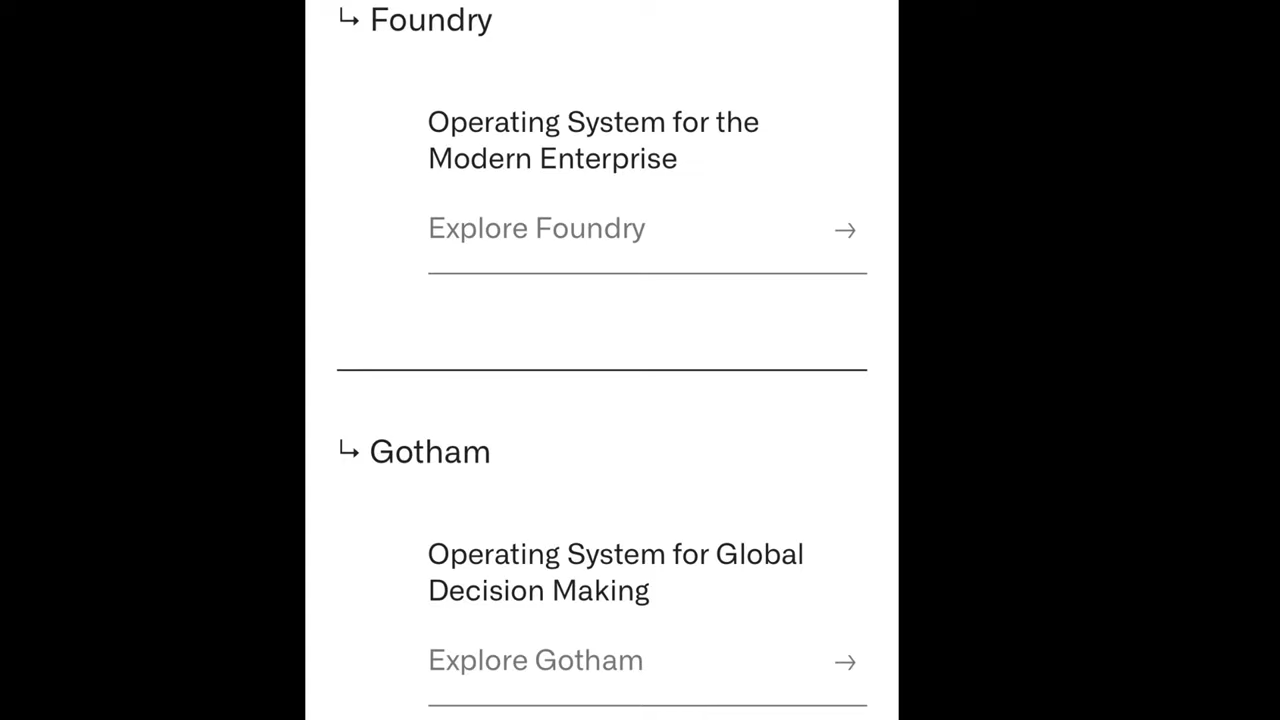 ↳ Foundry
Operating System for the
Modern Enterprise
Explore Foundry →
↳ Gotham
Operating System for Global
Decision Making
Explore Gotham →